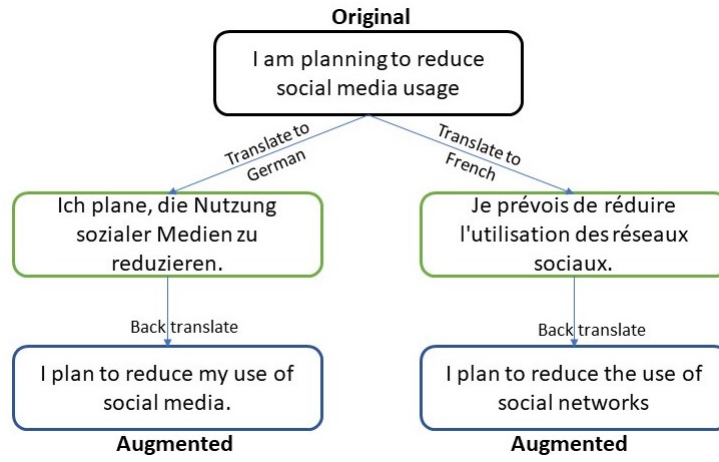 Original
I am planning to reduce
social media usage
Translate to
German
Translate to
French
Ich plane, die Nutzung
sozialer Medien zu
reduzieren.
Je prévois de réduire
l'utilisation des réseaux
sociaux.
Back translate
Back translate
I plan to reduce my use of
social media.
I plan to reduce the use of
social networks
Augmented
Augmented